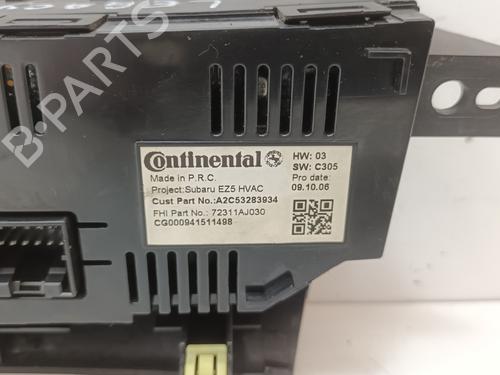 Continental
HW: 03
Made in P.R.C.
SW: C305
Project:Subaru EZ5 HVAC
Pro date:
Cust Part No.:A2C53283934
09.10.06
FHI Part No.: 72311AJ030
CG000941511498
B-PARTS